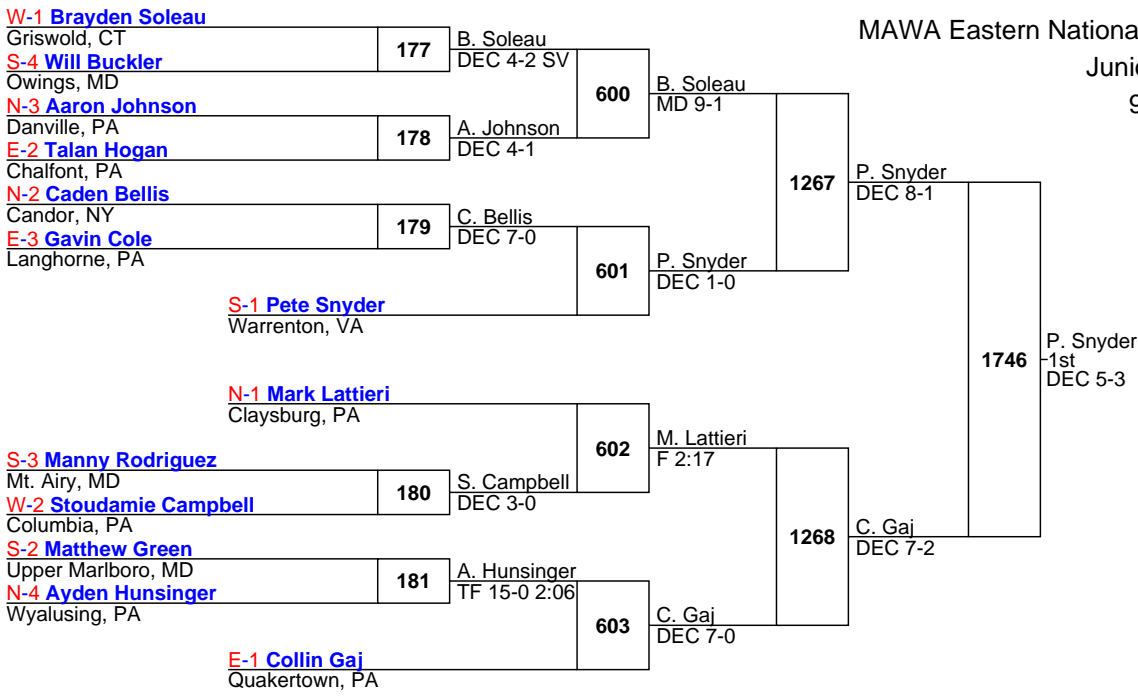 MAWA Eastern Nationa
Junio
9
W-1 Brayden Soleau
Griswold, CT
S-4 Will Buckler
Owings, MD
N-3 Aaron Johnson
Danville, PA
E-2 Talan Hogan
Chalfont, PA
N-2 Caden Bellis
Candor, NY
E-3 Gavin Cole
Langhorne, PA
S-1 Pete Snyder
Warrenton, VA
N-1 Mark Lattieri
Claysburg, PA
S-3 Manny Rodriguez
Mt. Airy, MD
W-2 Stoudamie Campbell
Columbia, PA
S-2 Matthew Green
Upper Marlboro, MD
N-4 Ayden Hunsinger
Wyalusing, PA
E-1 Collin Gaj
Quakertown, PA
177
178
179
180
181
B. Soleau
DEC 4-2 SV
A. Johnson
DEC 4-1
C. Bellis
DEC 7-0
S. Campbell
DEC 3-0
A. Hunsinger
TF 15-0 2:06
600
601
602
603
B. Soleau
MD 9-1
P. Snyder
DEC 1-0
M. Lattieri
F 2:17
C. Gaj
DEC 7-0
1267
1268
P. Snyder
DEC 8-1
C. Gaj
DEC 7-2
1746
P. Snyder
1st
DEC 5-3